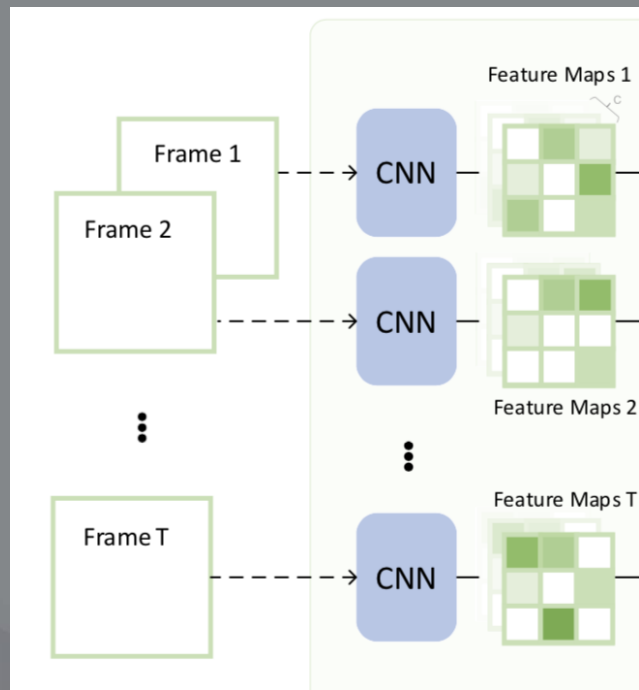 Feature Maps 1
C
Frame 1
CNN
Frame 2
CNN
Feature Maps 2
Feature Maps T
Frame T
CNN